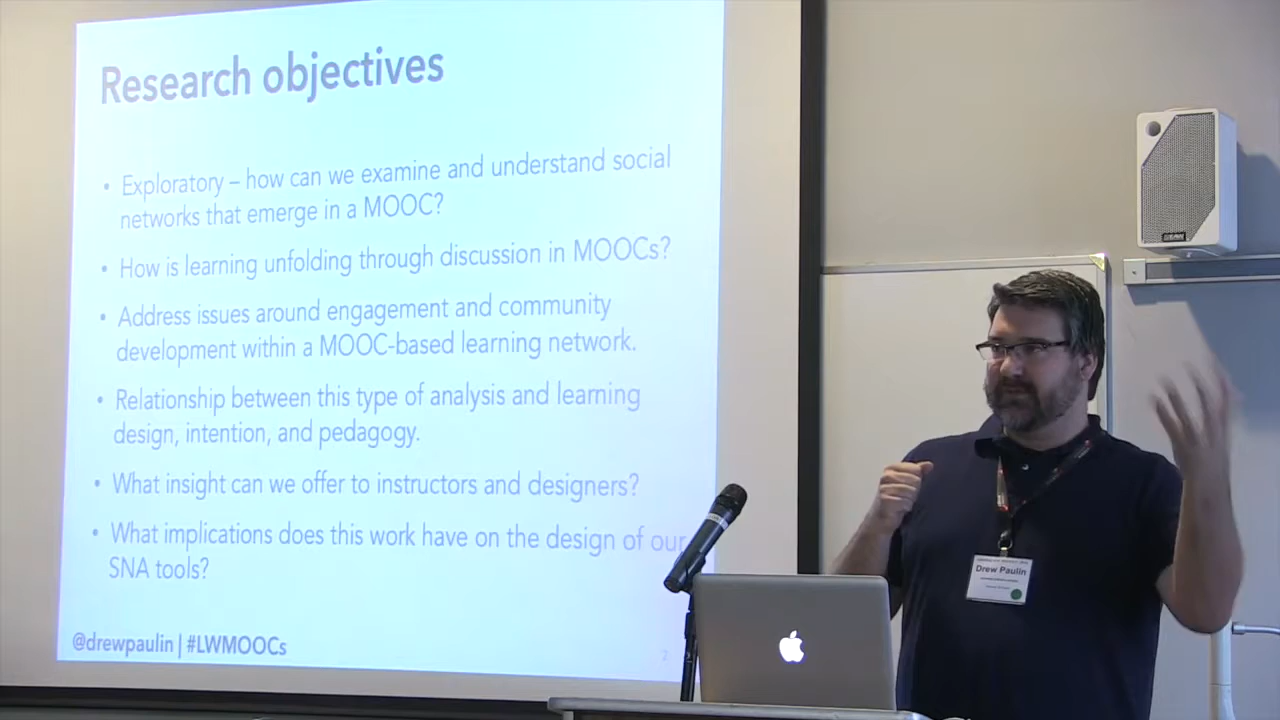 Research objectives
• Exploratory – how can we examine and understand social
networks that emerge in a MOOC?
• How is learning unfolding through discussion in MOOCs?
• Address issues around engagement and community
development within a MOOC-based learning network.
• Relationship between this type of analysis and learning
design, intention, and pedagogy.
• What insight can we offer to instructors and designers?
• What implications does this work have on the design of our
SNA tools?
@drewpaulin | #LWMOOCs
2
Drew Paulin